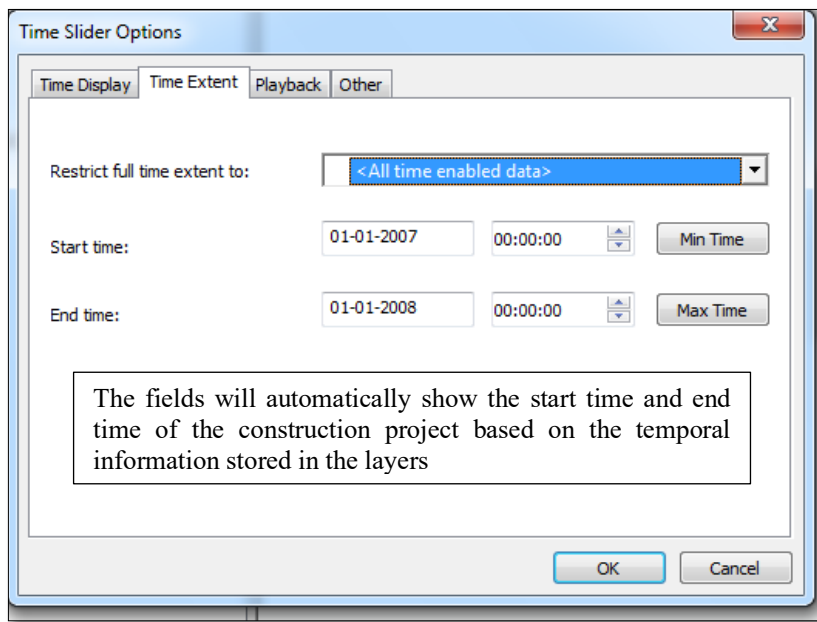 Time Slider Options
Time Display Time Extent Playback Other
Restrict full time extent to: <All time enabled data>
Start time: 01-01-2007 00:00:00 Min Time
End time: 01-01-2008 00:00:00 Max Time
The fields will automatically show the start time and end
time of the construction project based on the temporal
information stored in the layers
OK Cancel